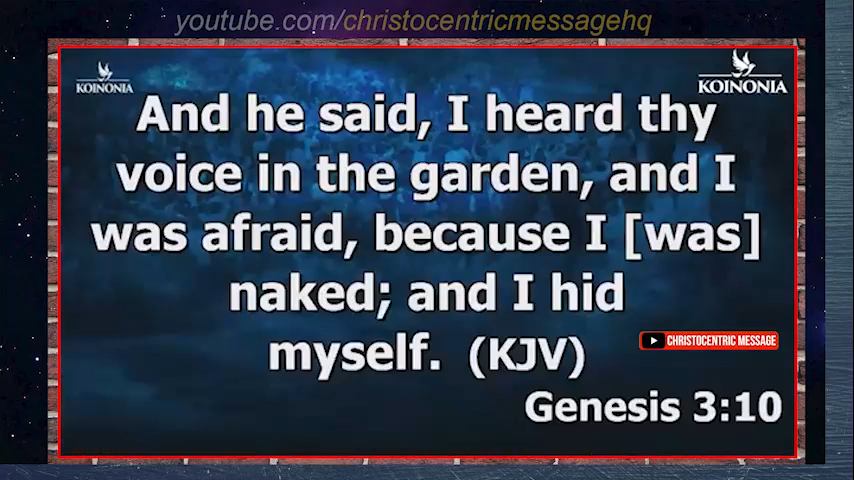 youtube.com/christocentricmessagehq
KOINONIA
KOINONIA
And he said, I heard thy
voice in the garden, and I
was afraid, because I [was]
naked; and I hid
myself. (KJV)
CHRISTOCENTRIC MESSAGE
Genesis 3:10